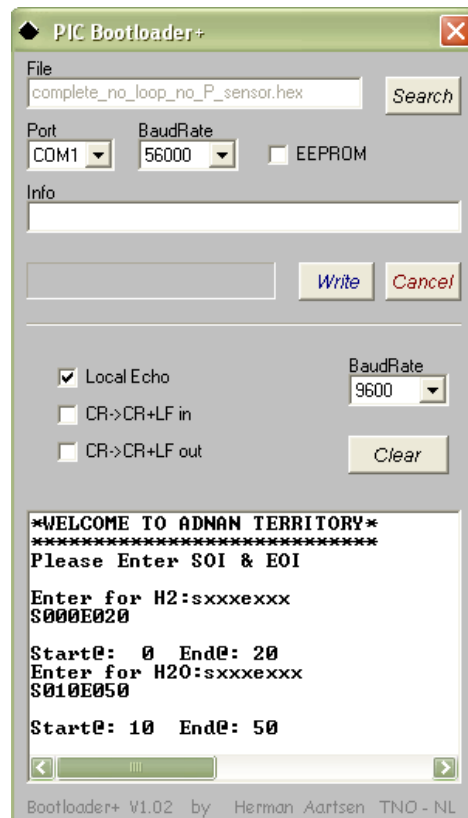 PIC Bootloader+
File
complete_no_loop_no_P_sensor.hex
Search
Port BaudRate
COM1 56000 EEPROM
Info
Write Cancel
BaudRate
Local Echo 9600
CR->CR+LF in
CR->CR+LF out Clear
*WELCOME TO ADNAN TERRITORY*
****************************
Please Enter SOI & EOI
Enter for H2:sxxxexxx
S000E020
Start@: 0 End@: 20
Enter for H2O:sxxxexxx
S010E050
Start@: 10 End@: 50
Bootloader+ V1.02 by Herman Aartsen TNO - NL